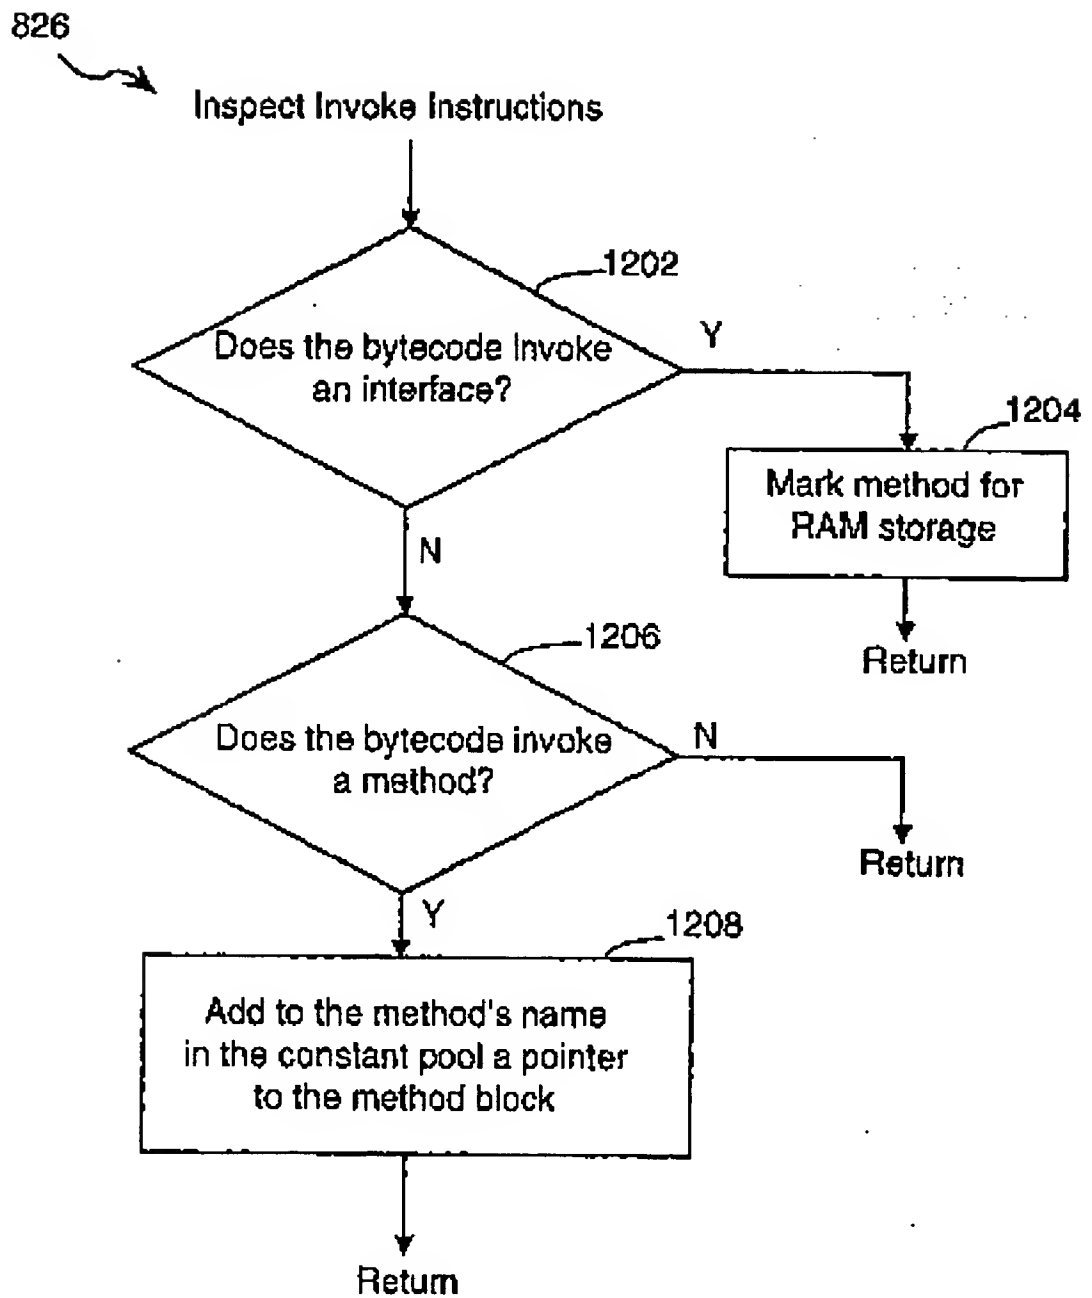 826
Inspect Invoke Instructions
1202
Does the bytecode invoke
an interface?
Y
1204
Mark method for
RAM storage
Return
N
1206
Does the bytecode invoke
a method?
N
Return
Y
1208
Add to the method's name
in the constant pool a pointer
to the method block
Return